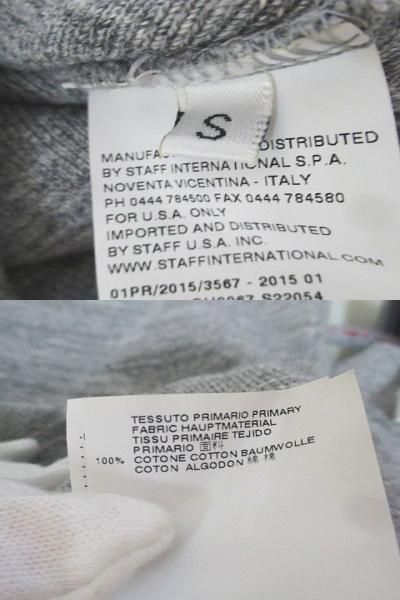 S
DISTRIBUTED
BY STAFF INTERNATIONAL S.P.A.
NOVENTA VICENTINA - ITALY
PH 0444 784500 FAX 0444 784580
FOR U.S.A. ONLY
IMPORTED AND DISTRIBUTED
BY STAFF U.S.A. INC.
WWW.STAFFINTERNATIONAL.COM
01PR/2015/3567 - 2015 01
S22054
TESSUTO PRIMARIO PRIMARY
FABRIC HAUPTMATERIAL
TISSU PRIMAIRE TEJIDO
PRIMARIO 面料
100% COTONE COTTON BAUMWOLLE
COTON ALGODON 綿 棉